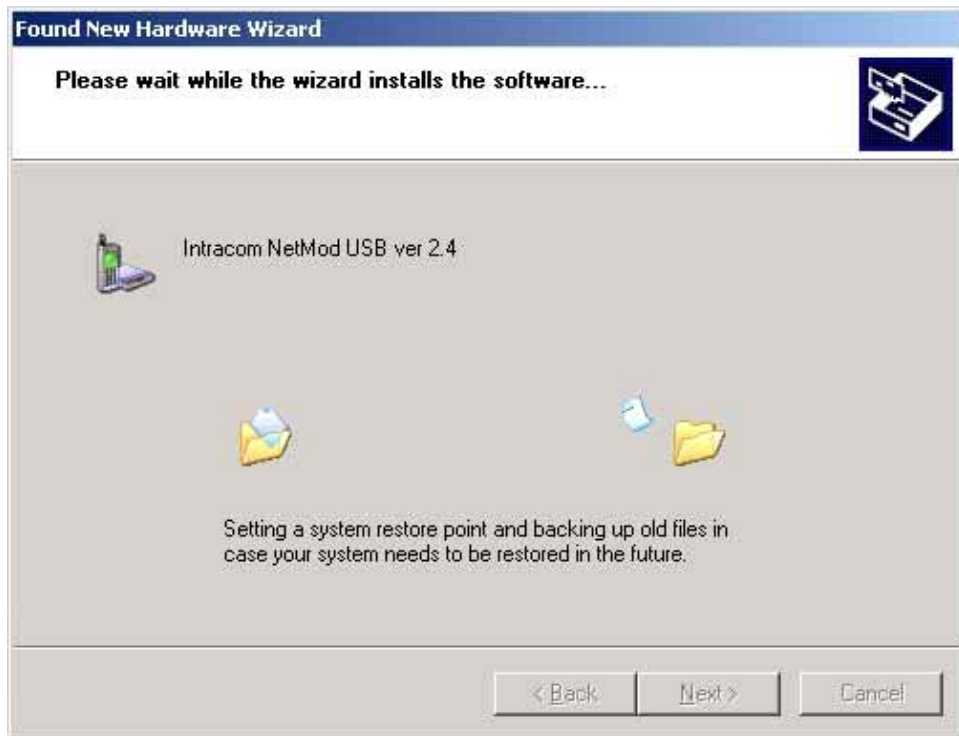 Found New Hardware Wizard
Please wait while the wizard installs the software...
Intracom NetMod USB ver 2.4
Setting a system restore point and backing up old files in
case your system needs to be restored in the future.
< Back
Next >
Cancel